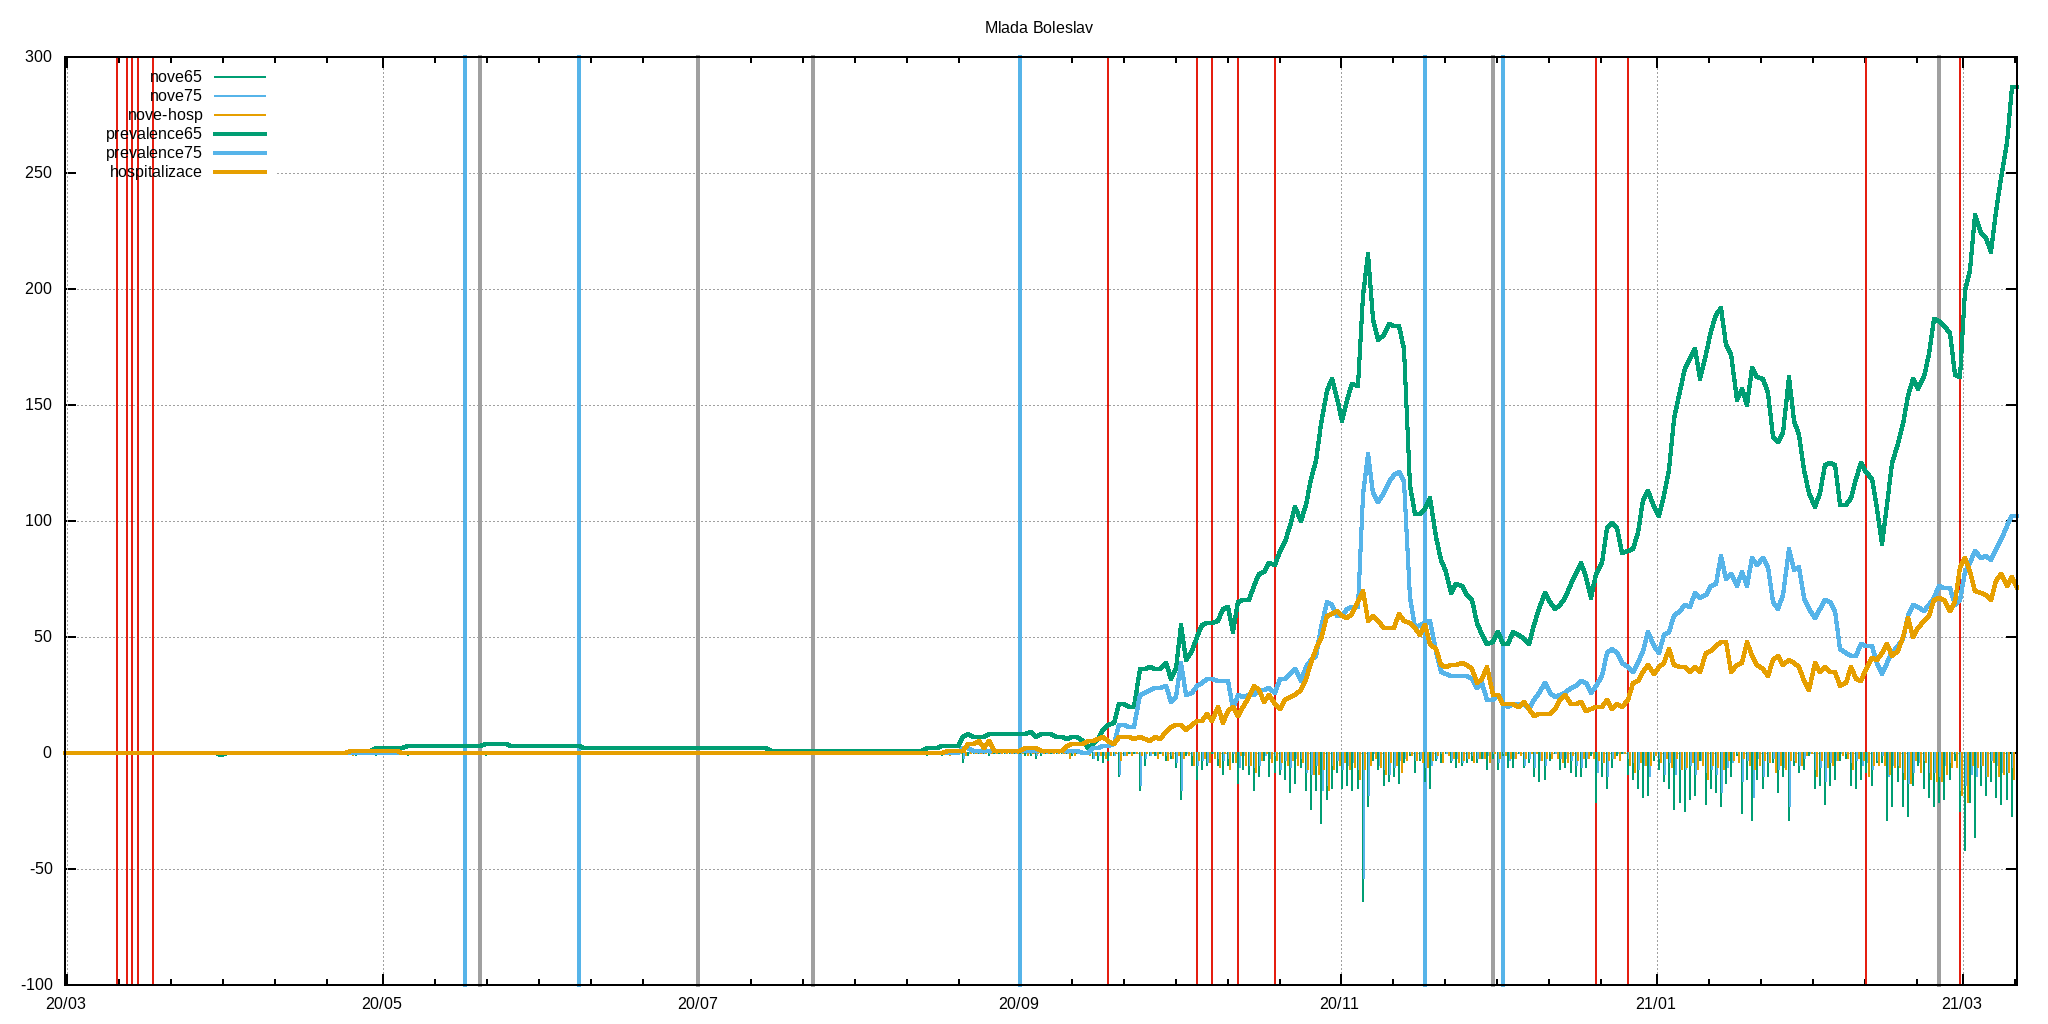 Mlada Boleslav
300
250
200
150
100
50
0
-50
-100
nove65
nove75
nove-hosp
prevalence65
prevalence75
hospitalizace
20/03 20/05 20/07 20/09 20/11 21/01 21/03